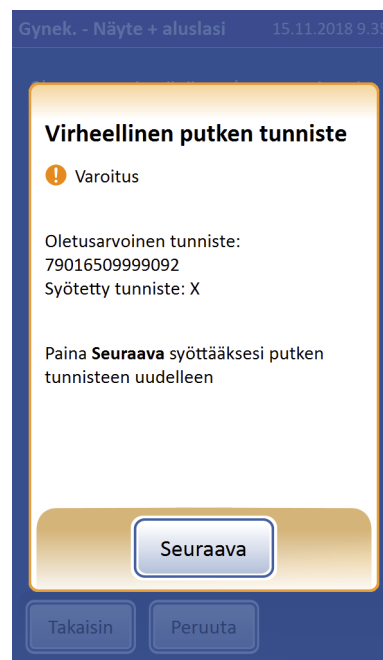 Gynek. - Näyte + aluslasi 15.11.2018 9.35
Virheellinen putken tunniste
Varoitus
Oletusarvoinen tunniste:
79016509999092
Syötetty tunniste: X
Paina Seuraava syöttääksesi putken
tunnisteen uudelleen
Seuraava
Takaisin Peruuta